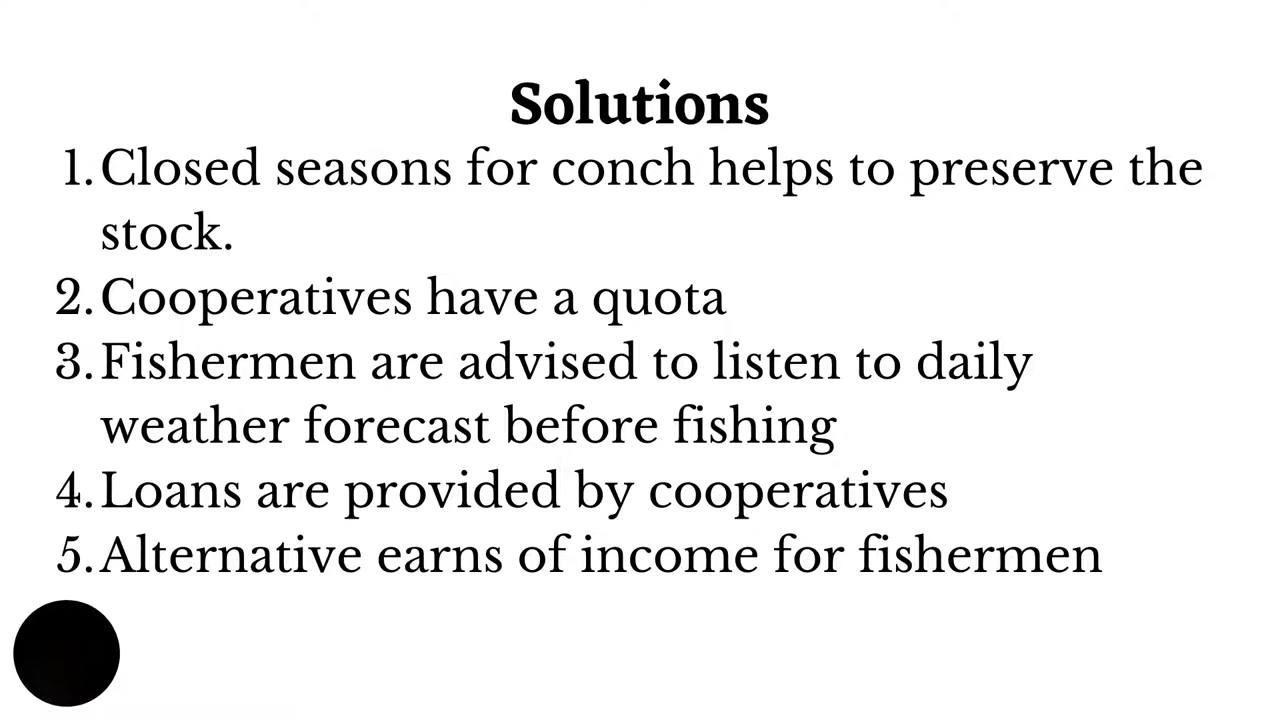 Solutions
1. Closed seasons for conch helps to preserve the
stock.
2. Cooperatives have a quota
3. Fishermen are advised to listen to daily
weather forecast before fishing
4. Loans are provided by cooperatives
5. Alternative earns of income for fishermen